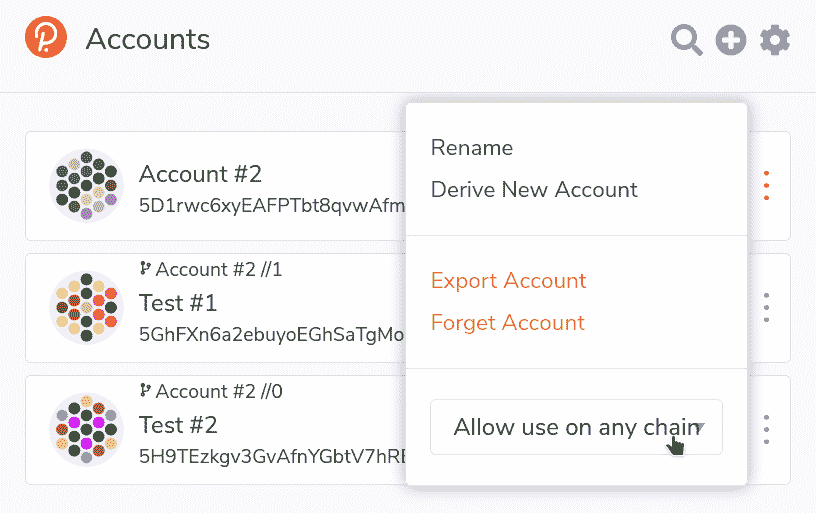 Accounts
Account #2
5D1rwc6xyEAFPTbt8qvwAfm
Account #2 //1
Test #1
5GhFXn6a2ebuyoEGhSaTgMo
Account #2 //0
Test #2
5H9TEzkgv3GvAfnYGbtV7hR
Rename
Derive New Account
Export Account
Forget Account
Allow use on any chain